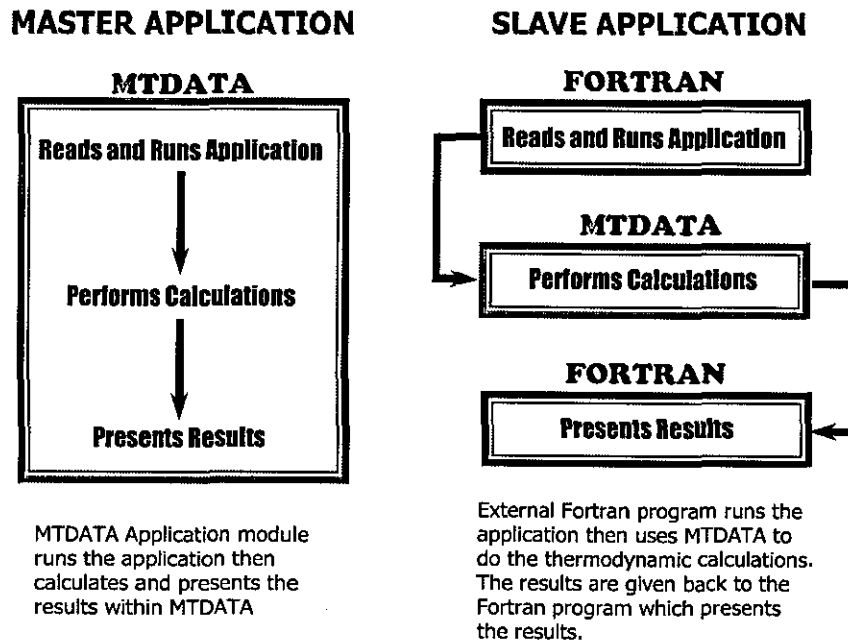 MASTER APPLICATION
MTDATA
Reads and Runs Application
Performs Calculations
Presents Results
MTDATA Application module
runs the application then
calculates and presents the
results within MTDATA
SLAVE APPLICATION
FORTRAN
Reads and Runs Application
MTDATA
Performs Calculations
FORTRAN
Presents Results
External Fortran program runs the
application then uses MTDATA to
do the thermodynamic calculations.
The results are given back to the
Fortran program which presents
the results.